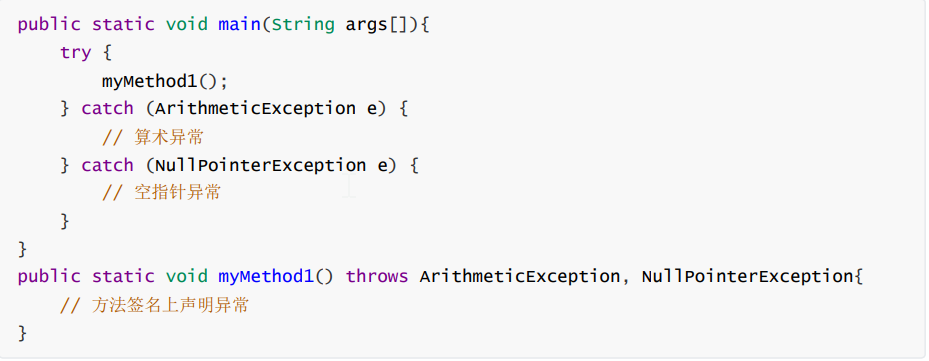 public static void main(String args[]){
try {
myMethod1();
} catch (ArithmeticException e) {
// 算术异常
} catch (NullPointerException e) {
// 空指针异常
}
}
public static void myMethod1() throws ArithmeticException, NullPointerException{
// 方法签名上声明异常
}